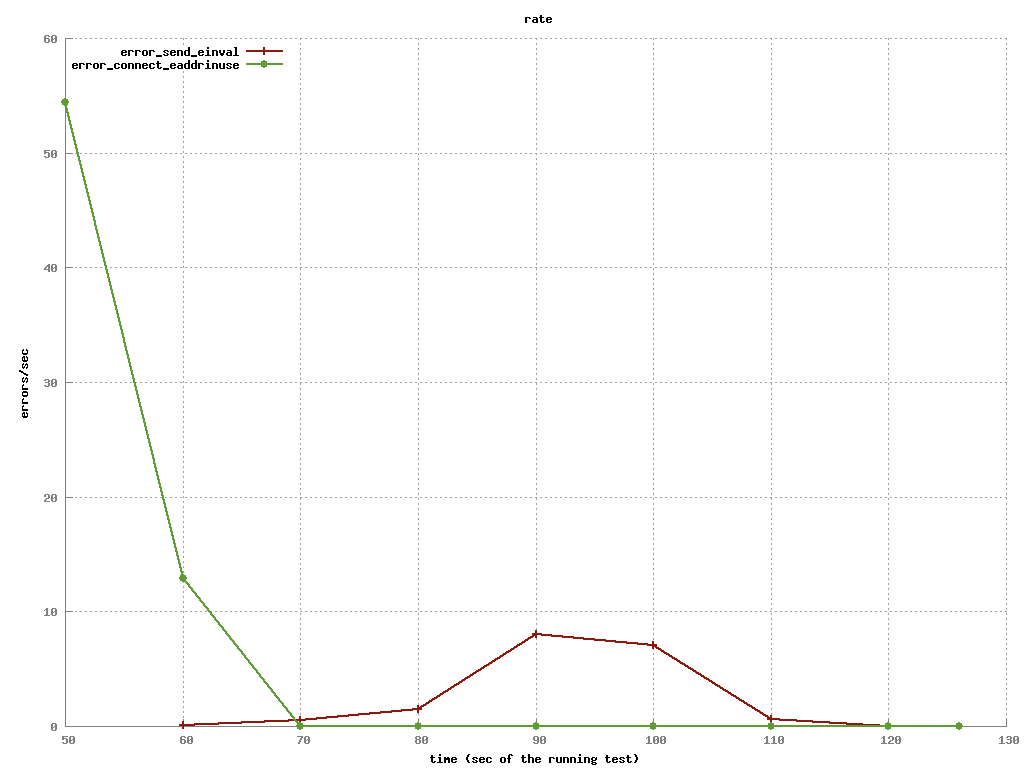 rate
60
error_send_einval
error_connect_eaddrinuse
50
40
30
errors/sec
20
10
0
50 60 70 80 90 100 110 120 130
time (sec of the running test)